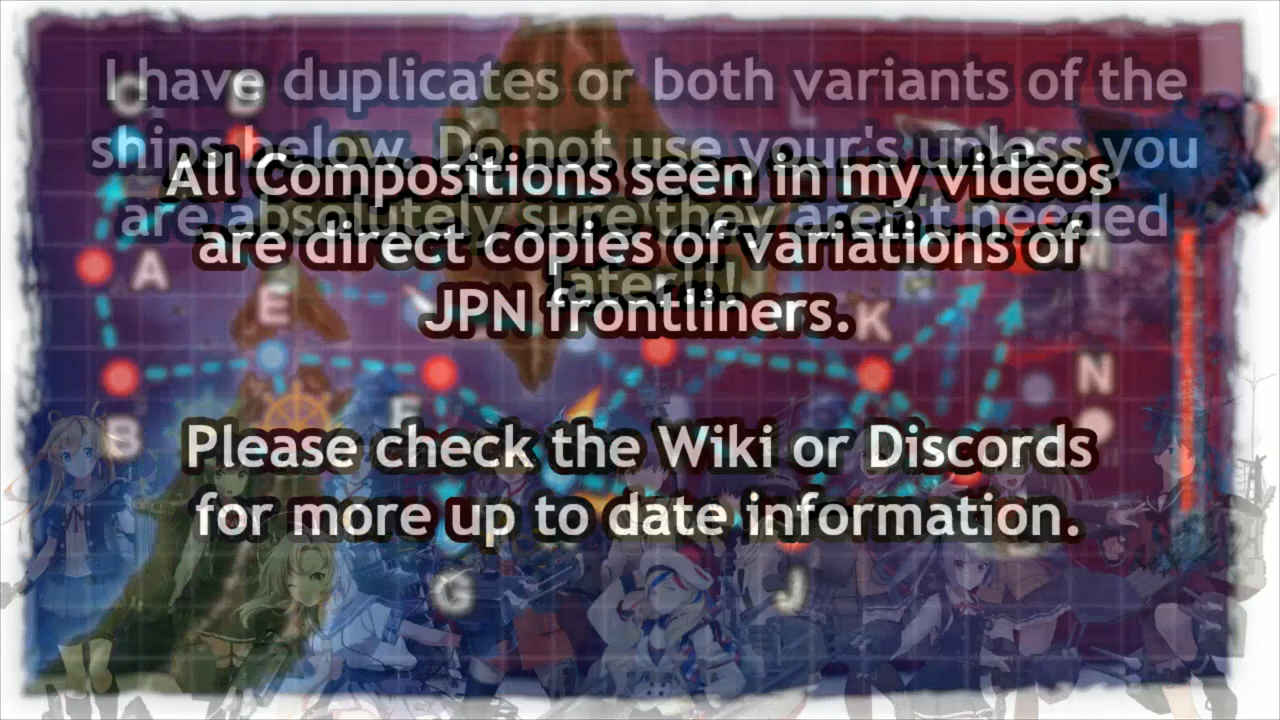 I have duplicates or both variants of the
ships below. Do not use your's unless you
are absolutely sure they aren't needed
later!!!
All Compositions seen in my videos
are direct copies of variations of
JPN frontliners.
Please check the Wiki or Discords
for more up to date information.
A
E
K
B
F
N
G
J